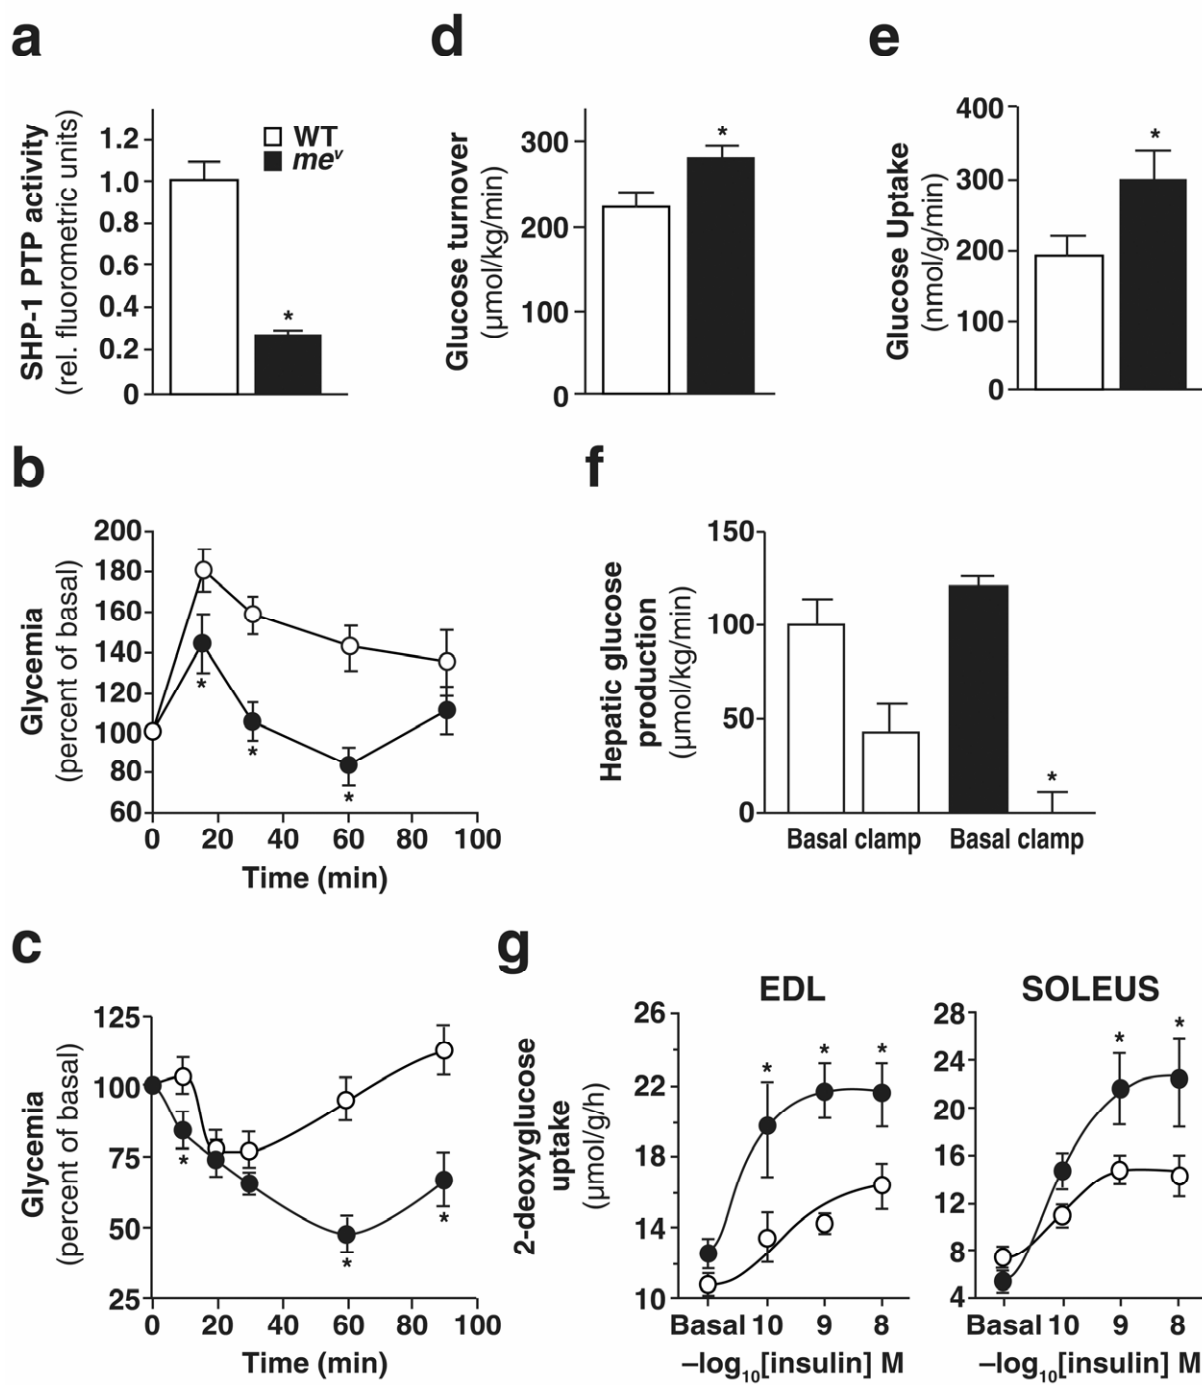 a
SHP-1 PTP activity
(rel. fluorometric units)
1.2
1.0
0.8
0.6
0.4
0.2
0
WT
meᵛ
*
d
Glucose turnover
(µmol/kg/min)
300
200
100
0
*
e
Glucose Uptake
(nmol/g/min)
400
300
200
100
0
*
b
Glycemia
(percent of basal)
200
180
160
140
120
100
80
60
*
*
*
0 20 40 60 80 100
Time (min)
f
Hepatic glucose
production
(µmol/kg/min)
150
100
50
0
*
Basal clamp Basal clamp
c
Glycemia
(percent of basal)
125
100
75
50
25
*
*
*
0 20 40 60 80 100
Time (min)
g
EDL
2-deoxyglucose
uptake
(µmol/g/h)
26
22
18
14
10
* * *
Basal 10 9 8
–log₁₀[insulin] M
SOLEUS
28
24
20
16
12
8
4
* *
Basal 10 9 8
–log₁₀[insulin] M